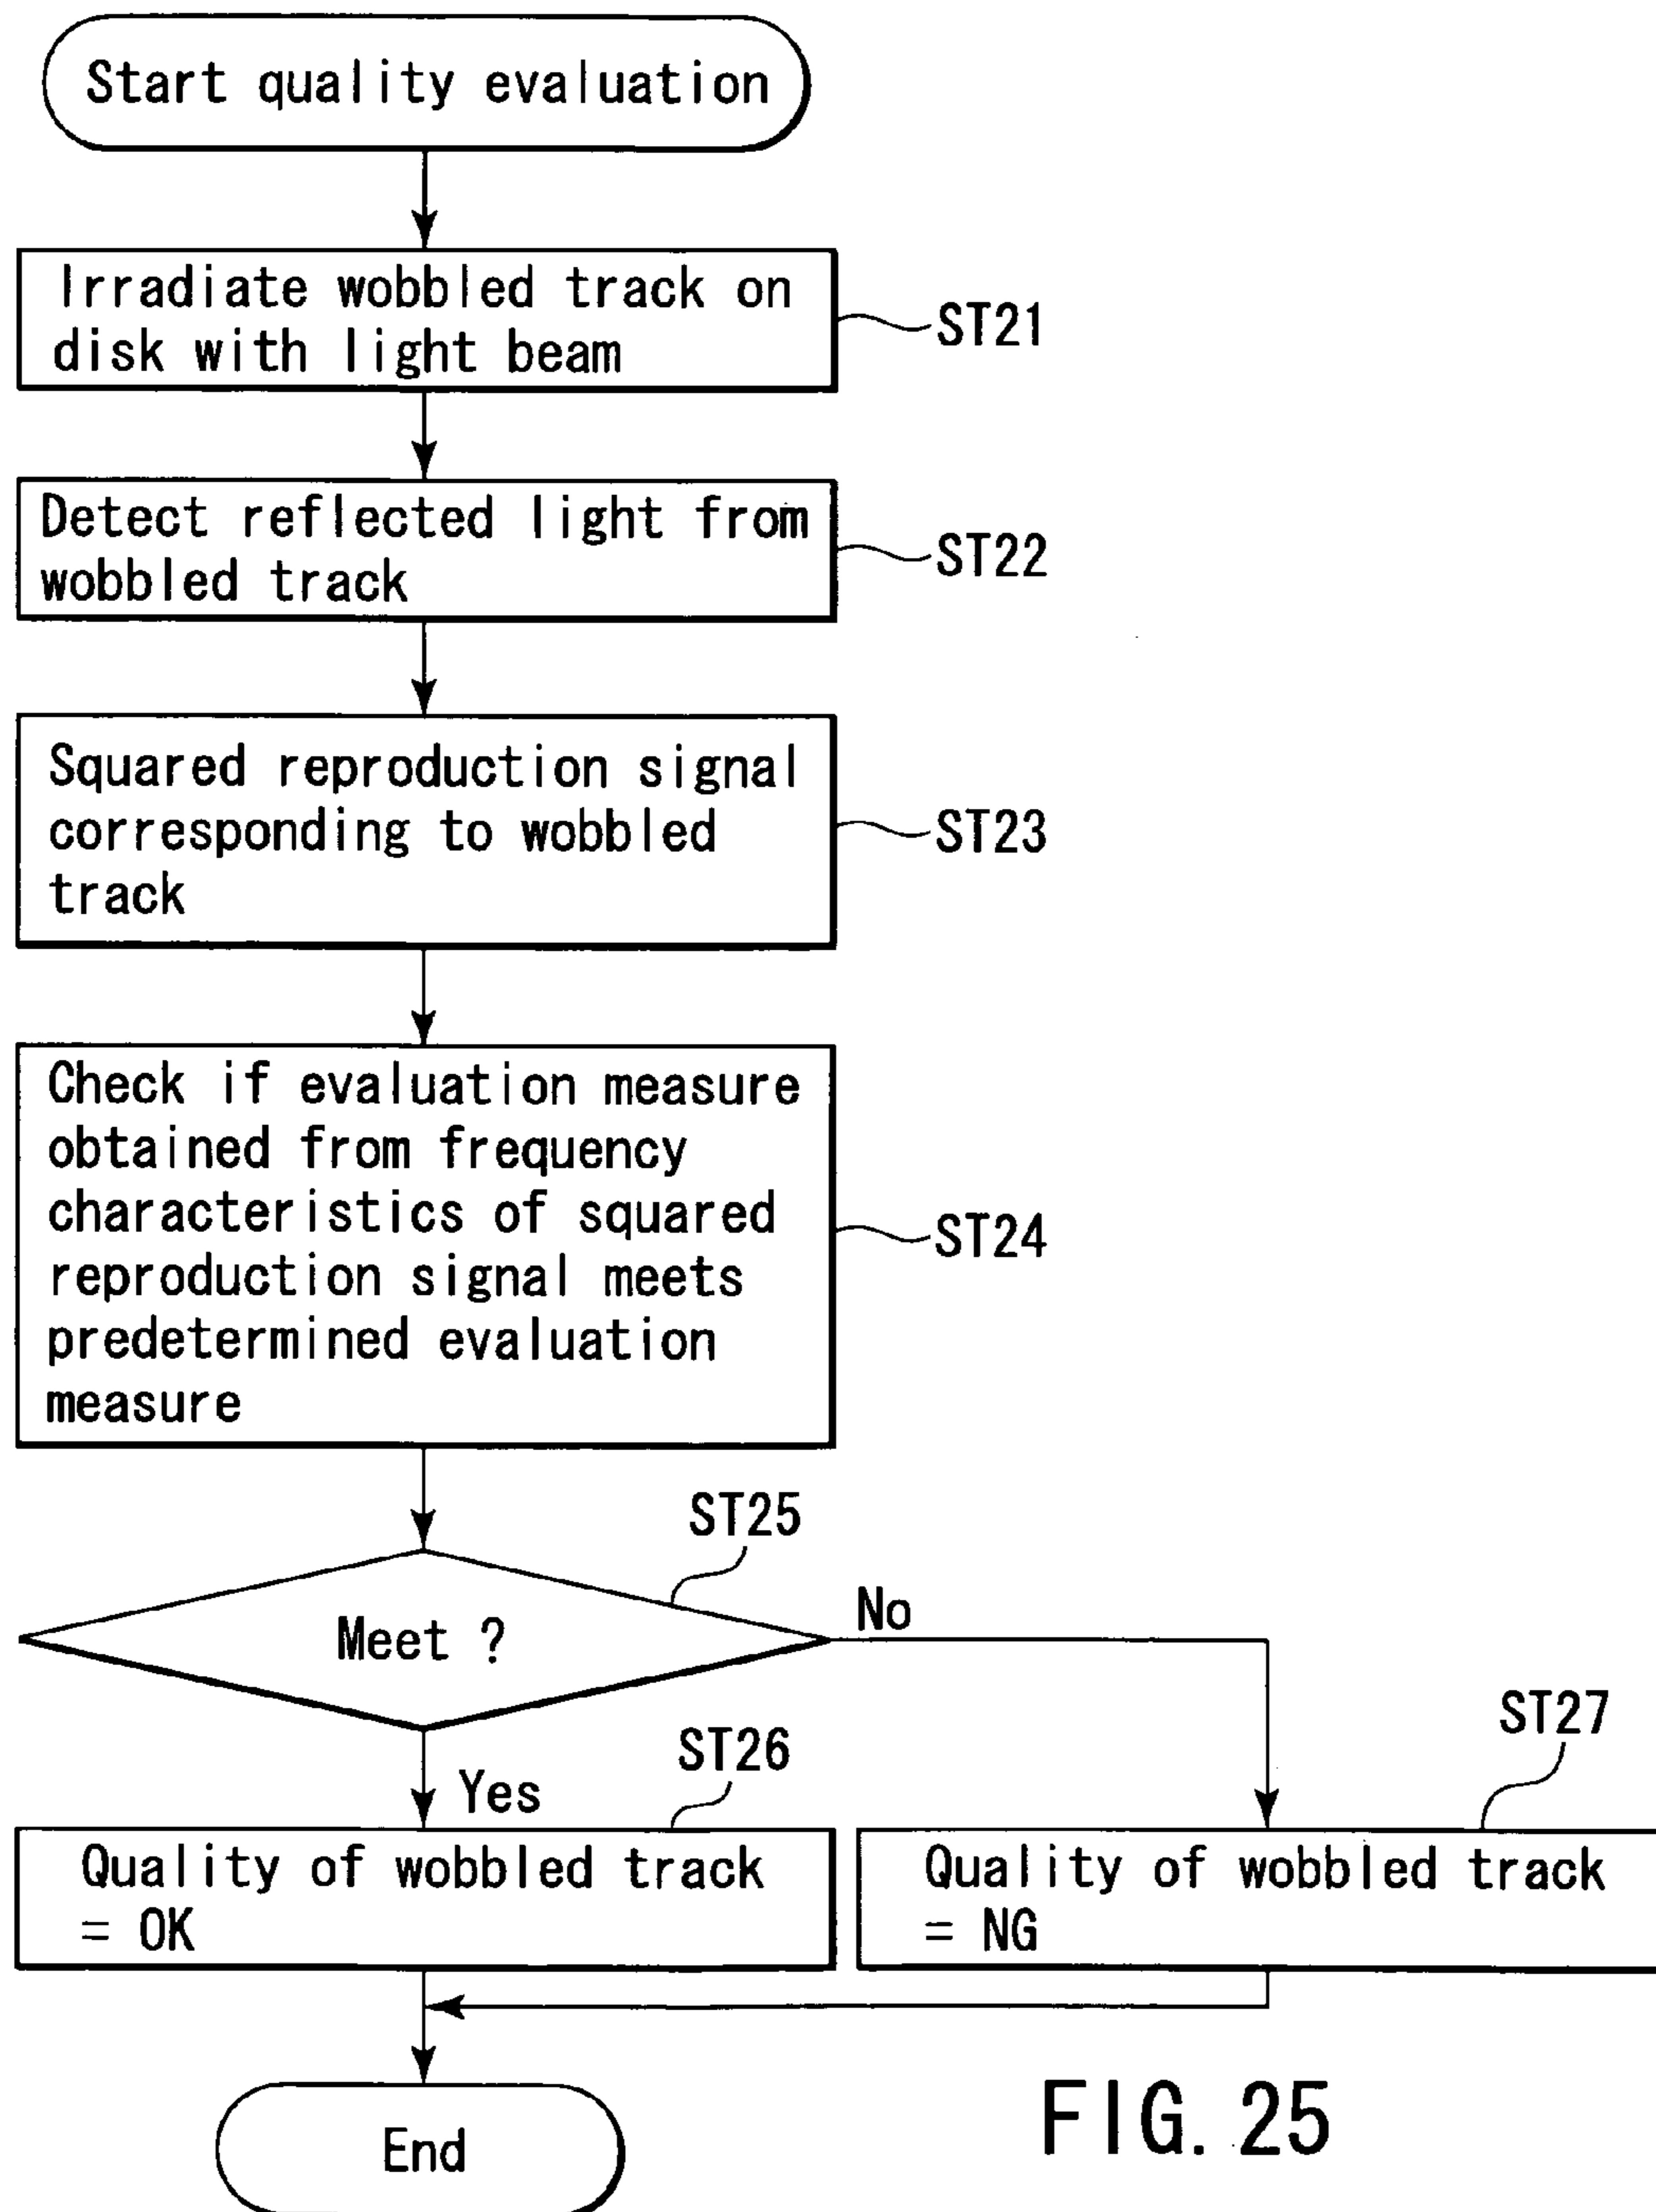 Start quality evaluation
Irradiate wobbled track on
disk with light beam
ST21
Detect reflected light from
wobbled track
ST22
Squared reproduction signal
corresponding to wobbled
track
ST23
Check if evaluation measure
obtained from frequency
characteristics of squared
reproduction signal meets
predetermined evaluation
measure
ST24
ST25
Meet ?
No
Yes
ST26
ST27
Quality of wobbled track
= OK
Quality of wobbled track
= NG
End
FIG. 25